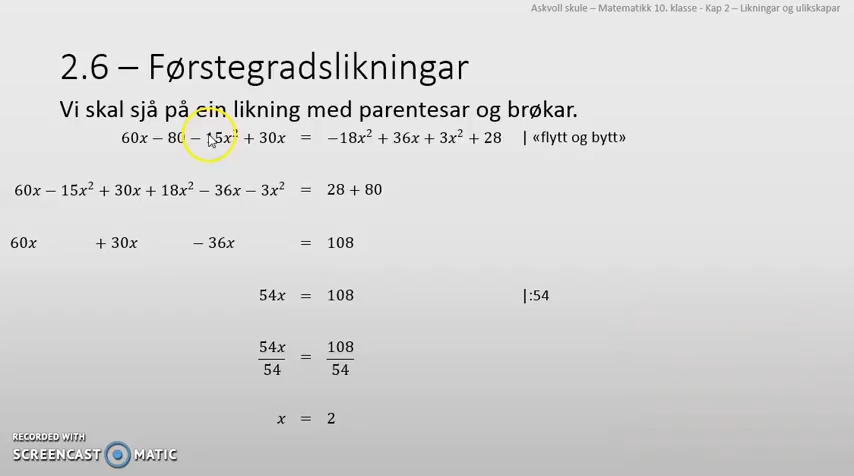 Askvoll skule – Matematikk 10. klasse - Kap 2 – Likningar og ulikskapar
2.6 – Førstegradslikningar
Vi skal sjå på ein likning med parentesar og brøkar.
60x − 80 − 15x² + 30x = −18x² + 36x + 3x² + 28 | «flytt og bytt»
60x − 15x² + 30x + 18x² − 36x − 3x² = 28 + 80
60x + 30x − 36x = 108
54x = 108 |:54
54x/54 = 108/54
x = 2
RECORDED WITH
SCREENCAST MATIC